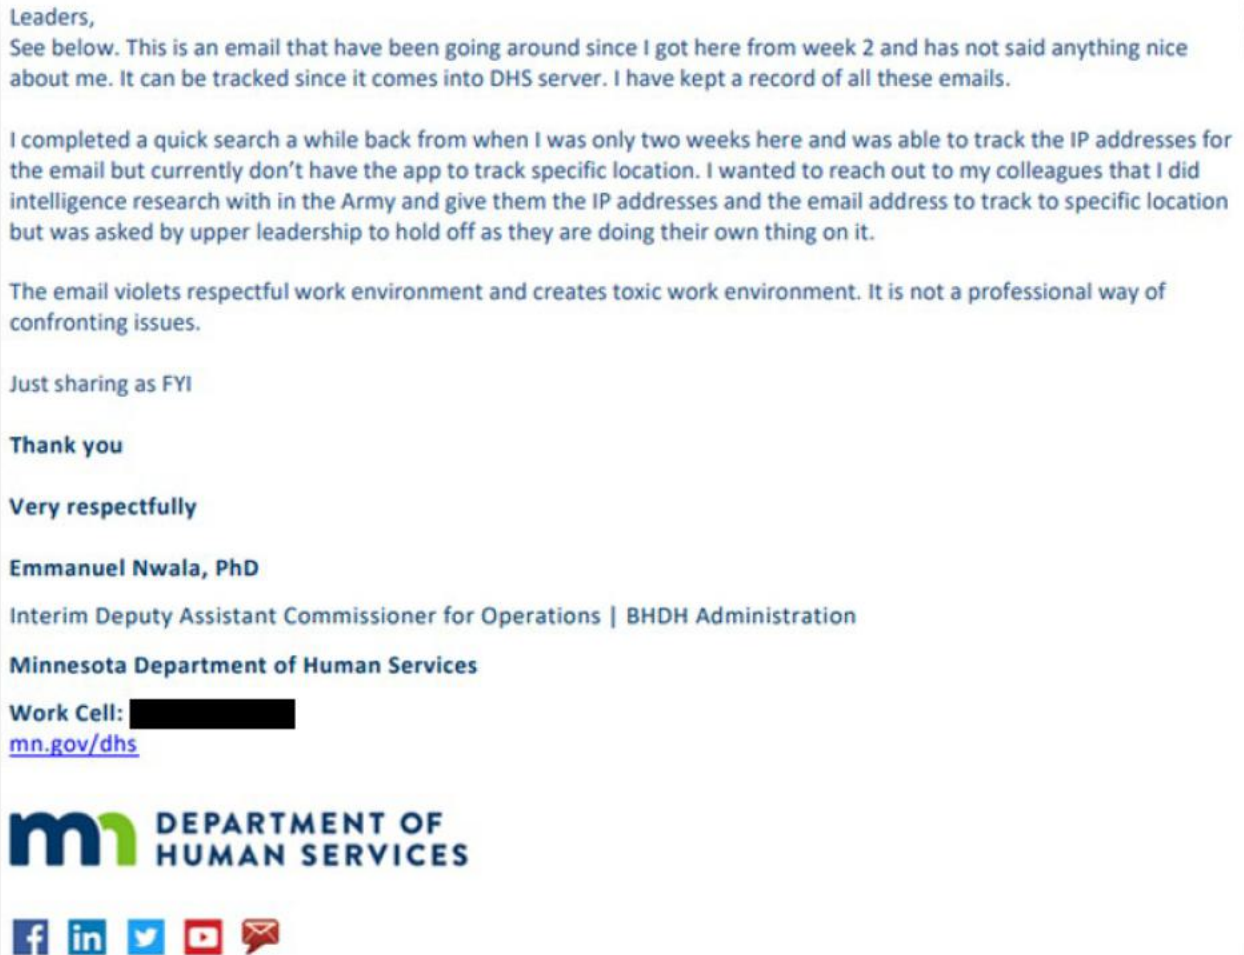 Leaders,
See below. This is an email that have been going around since I got here from week 2 and has not said anything nice
about me. It can be tracked since it comes into DHS server. I have kept a record of all these emails.
I completed a quick search a while back from when I was only two weeks here and was able to track the IP addresses for
the email but currently don't have the app to track specific location. I wanted to reach out to my colleagues that I did
intelligence research with in the Army and give them the IP addresses and the email address to track to specific location
but was asked by upper leadership to hold off as they are doing their own thing on it.
The email violets respectful work environment and creates toxic work environment. It is not a professional way of
confronting issues.
Just sharing as FYI
Thank you
Very respectfully
Emmanuel Nwala, PhD
Interim Deputy Assistant Commissioner for Operations | BHDH Administration
Minnesota Department of Human Services
Work Cell:
mn.gov/dhs
mn DEPARTMENT OF
HUMAN SERVICES